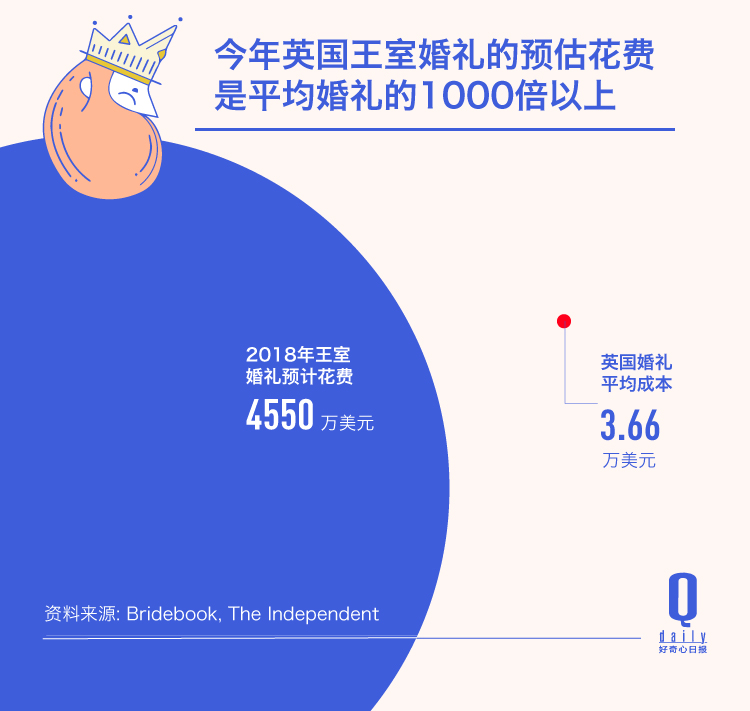 今年英国王室婚礼的预估花费
是平均婚礼的1000倍以上
2018年王室
婚礼预计花费
4550 万美元
英国婚礼
平均成本
3.66
万美元
资料来源: Bridebook, The Independent
Q
daily
好奇心日报